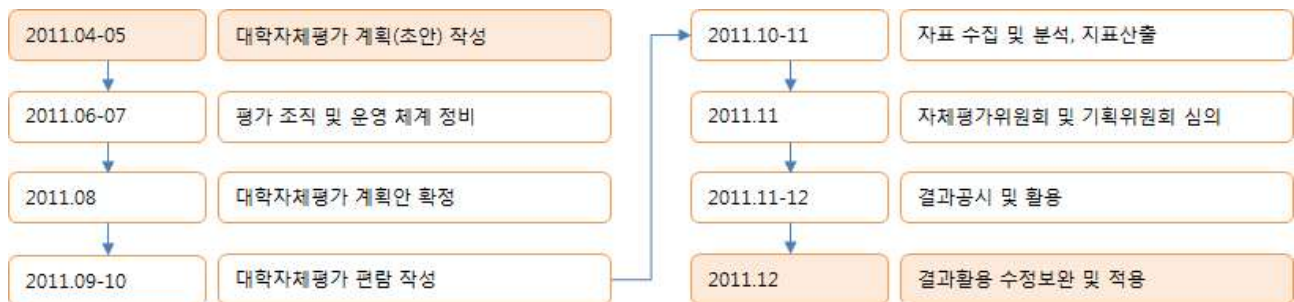 2011.04-05 대학자체평가 계획(초안) 작성
2011.06-07 평가 조직 및 운영 체계 정비
2011.08 대학자체평가 계획안 확정
2011.09-10 대학자체평가 편람 작성
2011.10-11 자표 수집 및 분석, 지표산출
2011.11 자체평가위원회 및 기획위원회 심의
2011.11-12 결과공시 및 활용
2011.12 결과활용 수정보완 및 적용